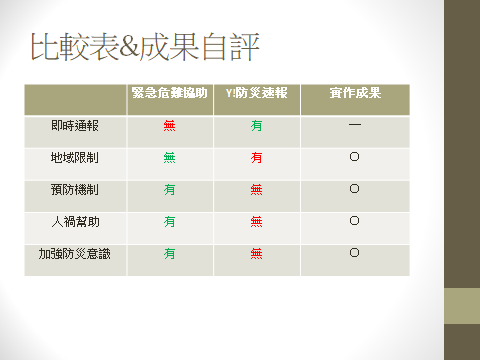 比較表&成果自評
緊急危難協助 Y!防災速報 實作成果
即時通報 無 有 —
地域限制 無 有 O
預防機制 有 無 O
人禍幫助 有 無 O
加強防災意識 有 無 O